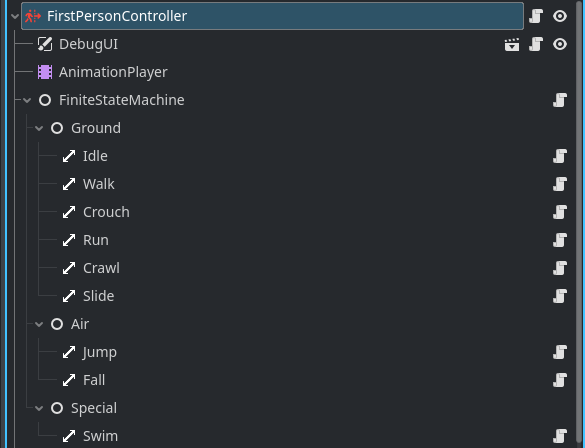 FirstPersonController
DebugUI
AnimationPlayer
FiniteStateMachine
Ground
Idle
Walk
Crouch
Run
Crawl
Slide
Air
Jump
Fall
Special
Swim